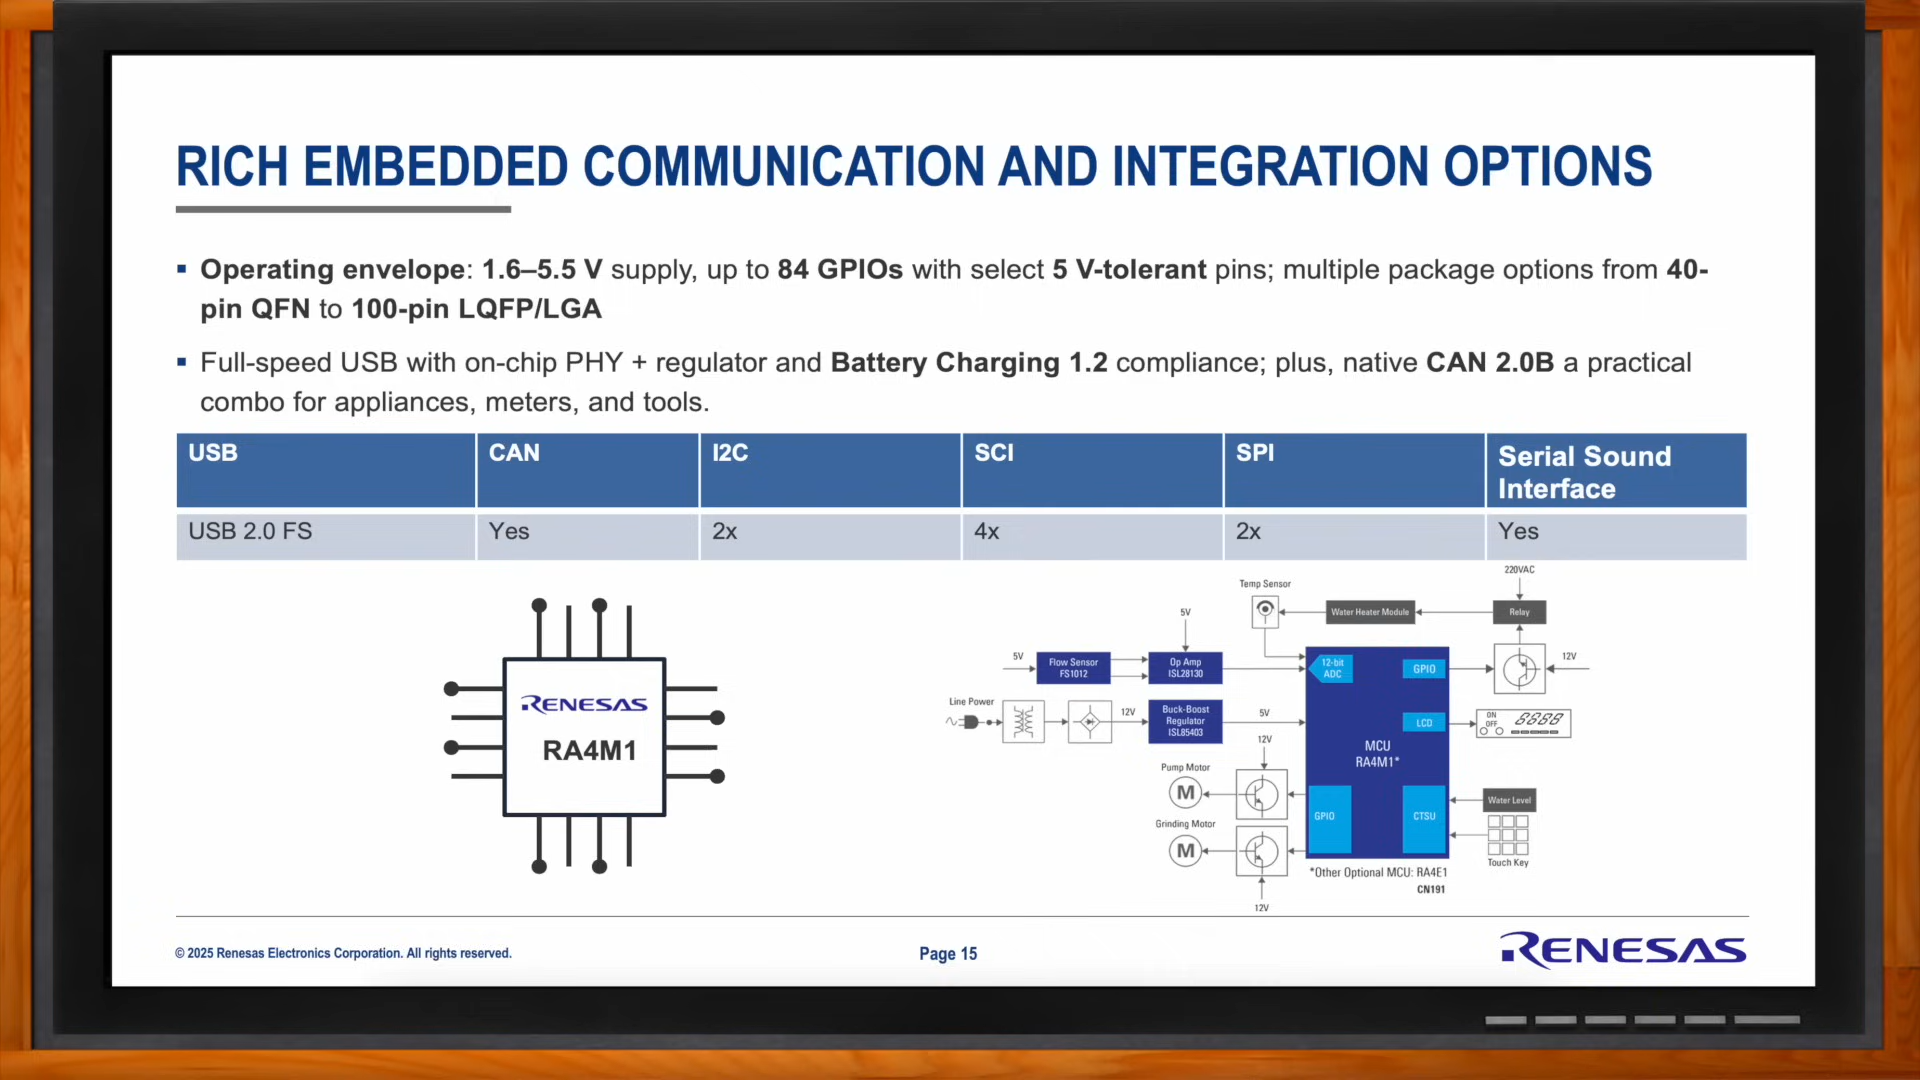 RICH EMBEDDED COMMUNICATION AND INTEGRATION OPTIONS
▪ Operating envelope: 1.6–5.5 V supply, up to 84 GPIOs with select 5 V-tolerant pins; multiple package options from 40-
pin QFN to 100-pin LQFP/LGA
▪ Full-speed USB with on-chip PHY + regulator and Battery Charging 1.2 compliance; plus, native CAN 2.0B a practical
combo for appliances, meters, and tools.
USB CAN I2C SCI SPI Serial Sound
Interface
USB 2.0 FS Yes 2x 4x 2x Yes
RENESAS
RA4M1
220VAC
Temp Sensor
Water Heater Module
Relay
5V
5V
Flow Sensor
FS1012
Op Amp
ISL28130
12-bit
ADC
GPIO
12V
Line Power
12V
Buck-Boost
Regulator
ISL85403
5V
LCD
ON
OFF
8888
12V
MCU
RA4M1*
Pump Motor
M
GPIO
CTSU
Water Level
Grinding Motor
M
Touch Key
12V
*Other Optional MCU: RA4E1
CN191
© 2025 Renesas Electronics Corporation. All rights reserved.
Page 15
RENESAS